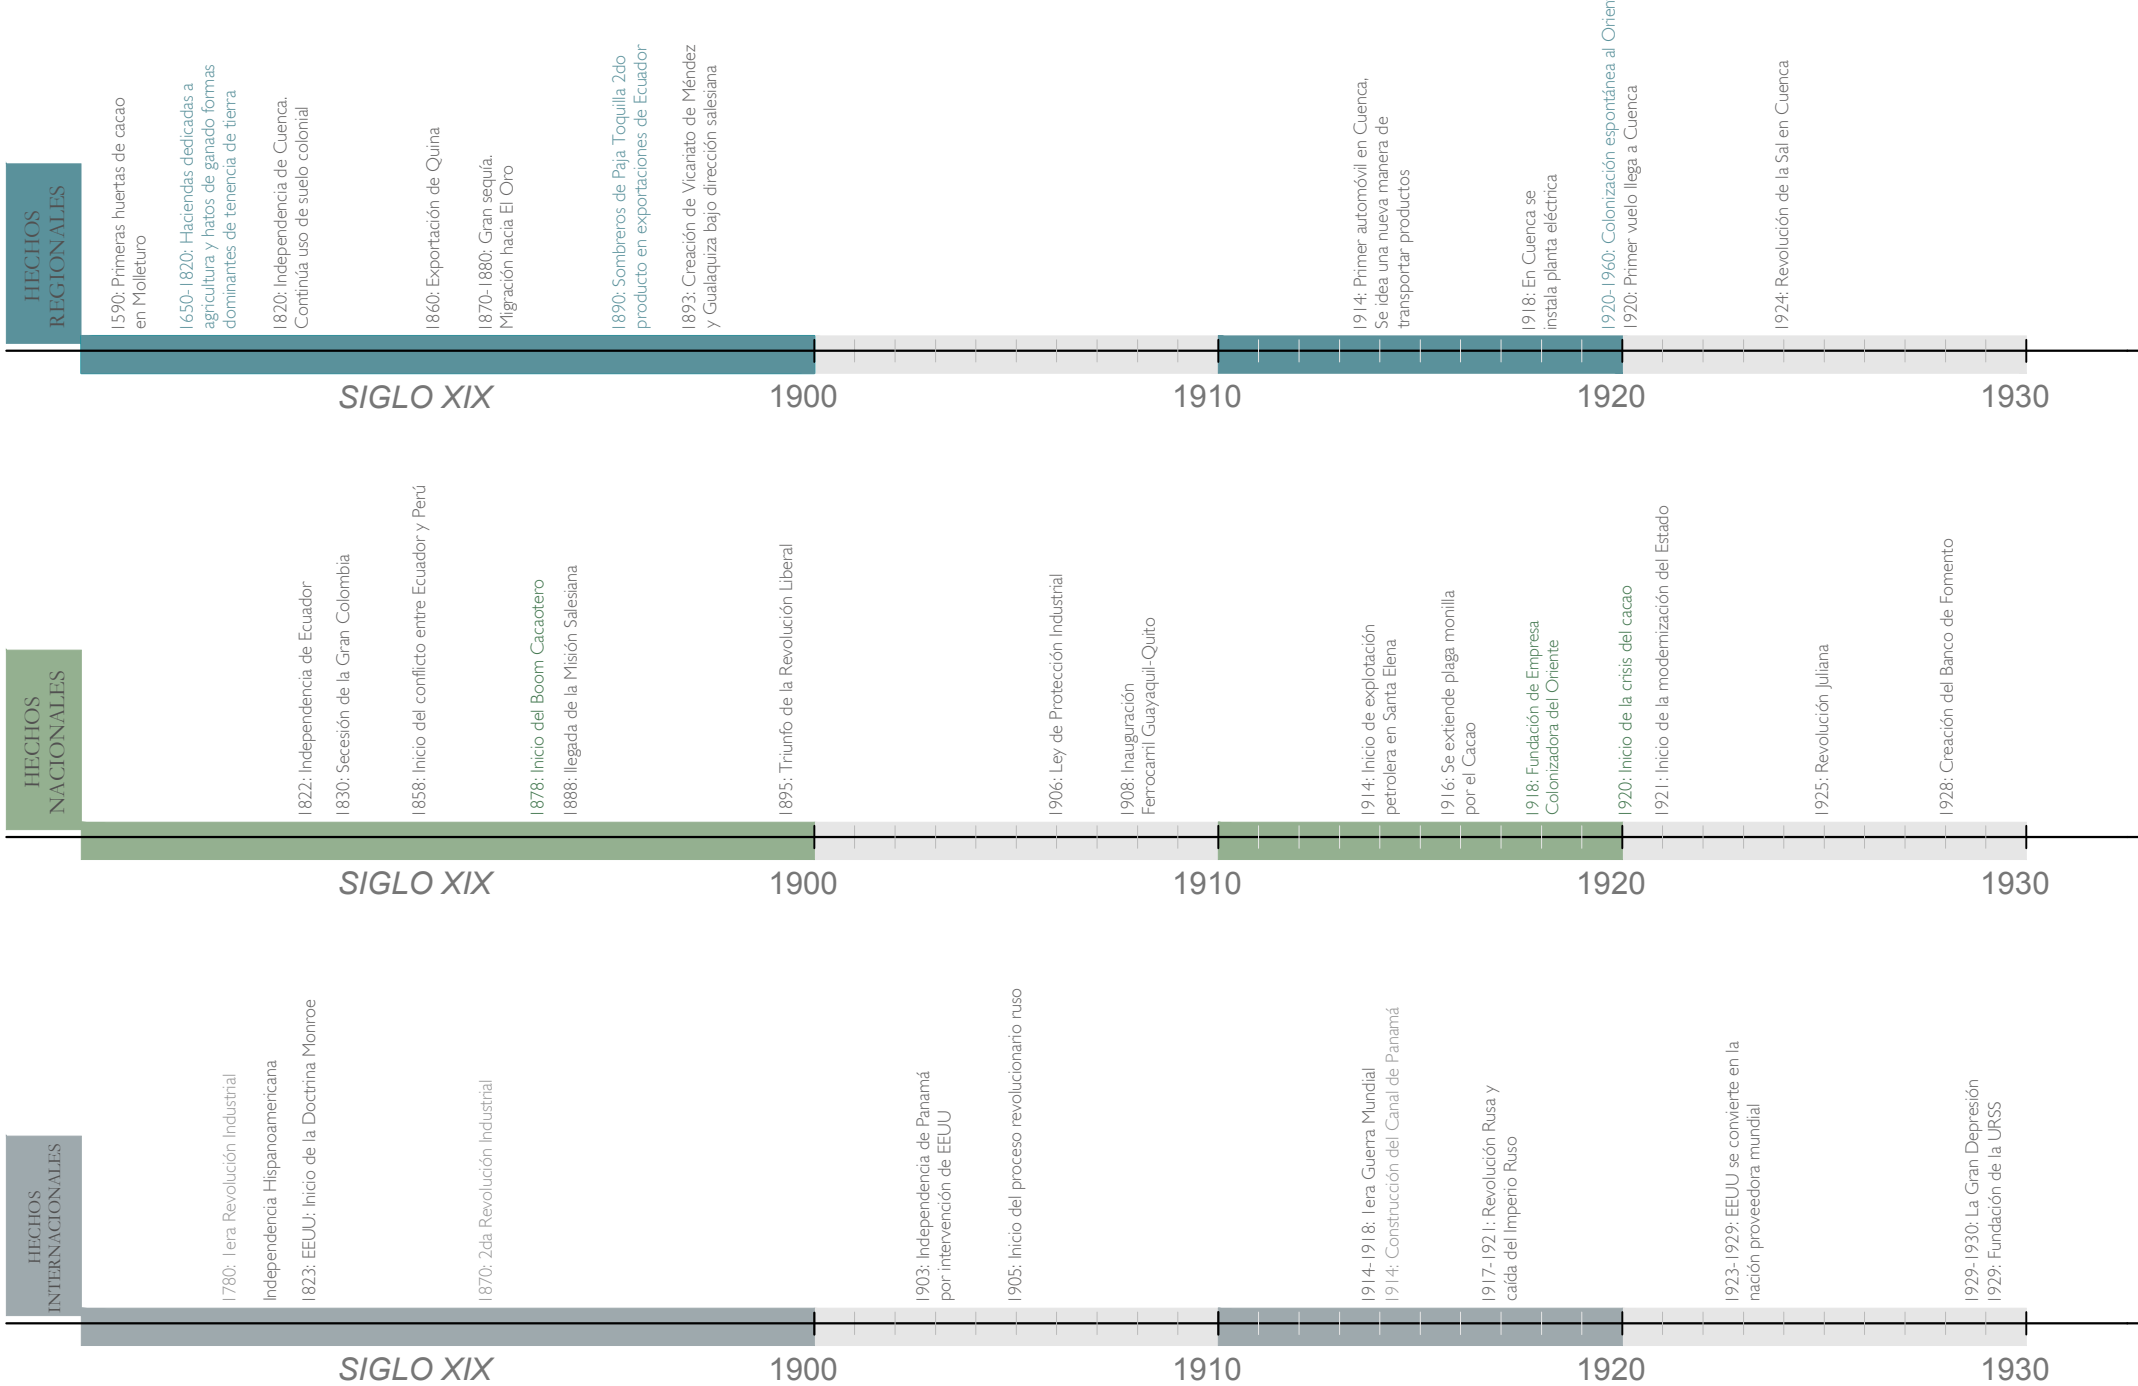 HECHOS
REGIONALES
1590: Primeras huertas de cacao
en Molleturo
1650-1820: Haciendas dedicadas a
agricultura y hatos de ganado formas
dominantes de tenencia de tierra
1820: Independencia de Cuenca.
Continúa uso de suelo colonial
1860: Exportación de Quina
1870-1880: Gran sequía.
Migración hacia El Oro
1890: Sombreros de Paja Toquilla 2do
producto en exportaciones de Ecuador
1893: Creación de Vicariato de Méndez
y Gualaquiza bajo dirección salesiana
1914: Primer automóvil en Cuenca,
Se idea una nueva manera de
transportar productos
1918: En Cuenca se
instala planta eléctrica
1920-1960: Colonización espontánea al Orien
1920: Primer vuelo llega a Cuenca
1924: Revolución de la Sal en Cuenca
SIGLO XIX
1900
1910
1920
1930
HECHOS
NACIONALES
1822: Independencia de Ecuador
1830: Secesión de la Gran Colombia
1858: Inicio del conflicto entre Ecuador y Perú
1878: Inicio del Boom Cacaotero
1888: llegada de la Misión Salesiana
1895: Triunfo de la Revolución Liberal
1906: Ley de Protección Industrial
1908: Inauguración
Ferrocarril Guayaquil-Quito
1914: Inicio de explotación
petrolera en Santa Elena
1916: Se extiende plaga monilla
por el Cacao
1918: Fundación de Empresa
Colonizadora del Oriente
1920: Inicio de la crisis del cacao
1921: Inicio de la modernización del Estado
1925: Revolución Juliana
1928: Creación del Banco de Fomento
SIGLO XIX
1900
1910
1920
1930
HECHOS
INTERNACIONALES
1780: 1era Revolución Industrial
Independencia Hispanoamericana
1823: EEUU: Inicio de la Doctrina Monroe
1870: 2da Revolución Industrial
1903: Independencia de Panamá
por intervención de EEUU
1905: Inicio del proceso revolucionario ruso
1914-1918: 1era Guerra Mundial
1914: Construcción del Canal de Panamá
1917-1921: Revolución Rusa y
caída del Imperio Ruso
1923-1929: EEUU se convierte en la
nación proveedora mundial
1929-1930: La Gran Depresión
1929: Fundación de la URSS
SIGLO XIX
1900
1910
1920
1930